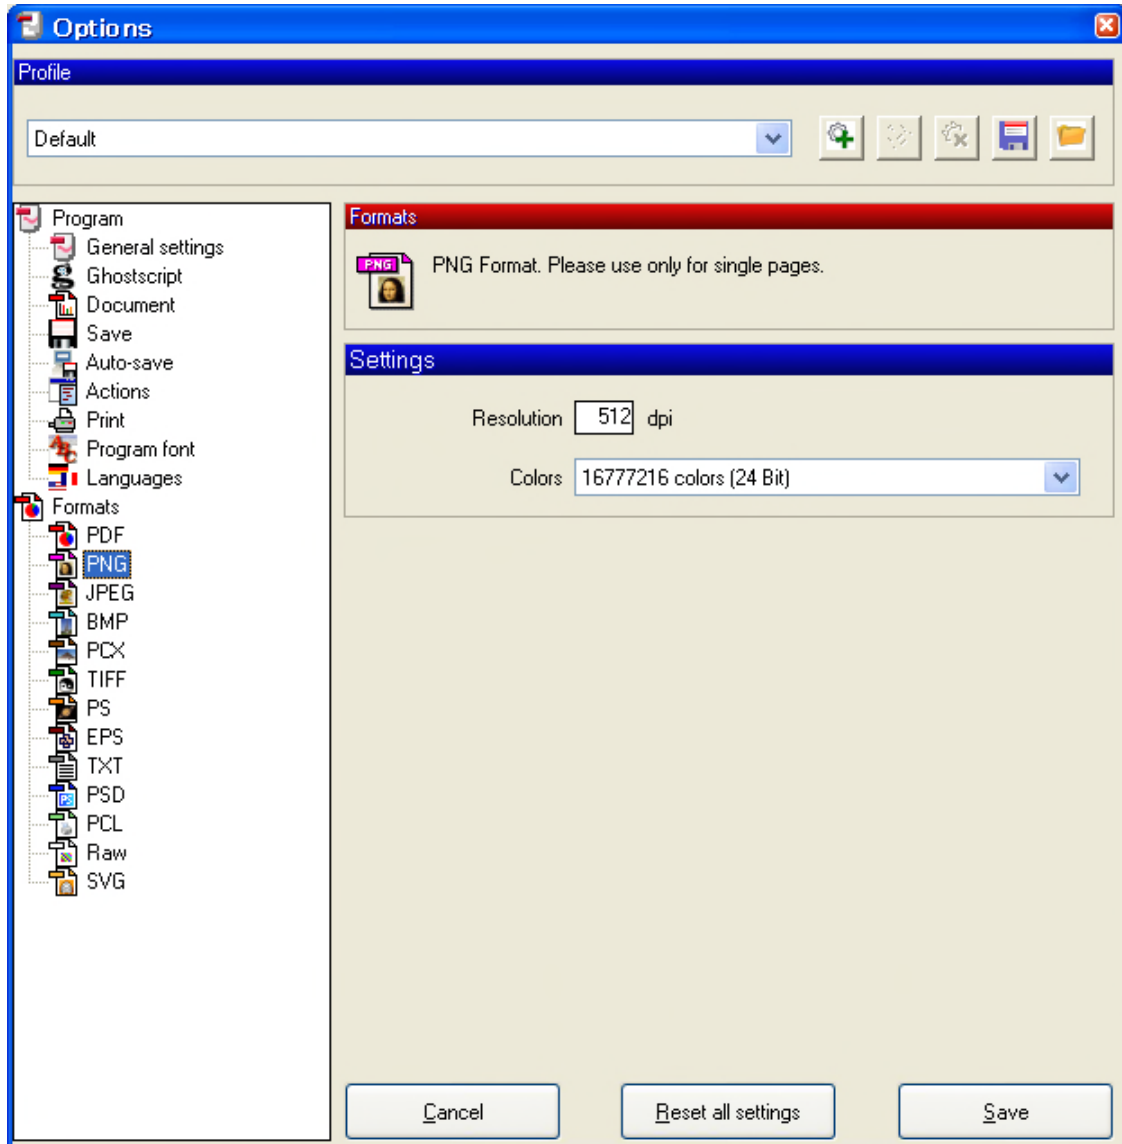 Options
Profile
Default
Program
General settings
Ghostscript
Document
Save
Auto-save
Actions
Print
Program font
Languages
Formats
PDF
PNG
JPEG
BMP
PCX
TIFF
PS
EPS
TXT
PSD
PCL
Raw
SVG
Formats
PNG
PNG Format. Please use only for single pages.
Settings
Resolution 512 dpi
Colors 16777216 colors (24 Bit)
Cancel Reset all settings Save